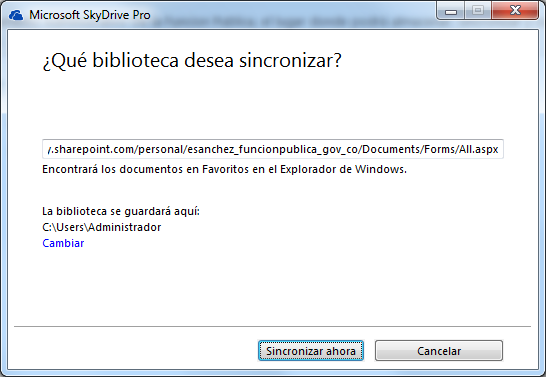 Microsoft SkyDrive Pro
¿Qué biblioteca desea sincronizar?
.sharepoint.com/personal/esanchez_funcionpublica_gov_co/Documents/Forms/All.aspx
Encontrará los documentos en Favoritos en el Explorador de Windows.
La biblioteca se guardará aquí:
C:\Users\Administrador
Cambiar
Sincronizar ahora
Cancelar